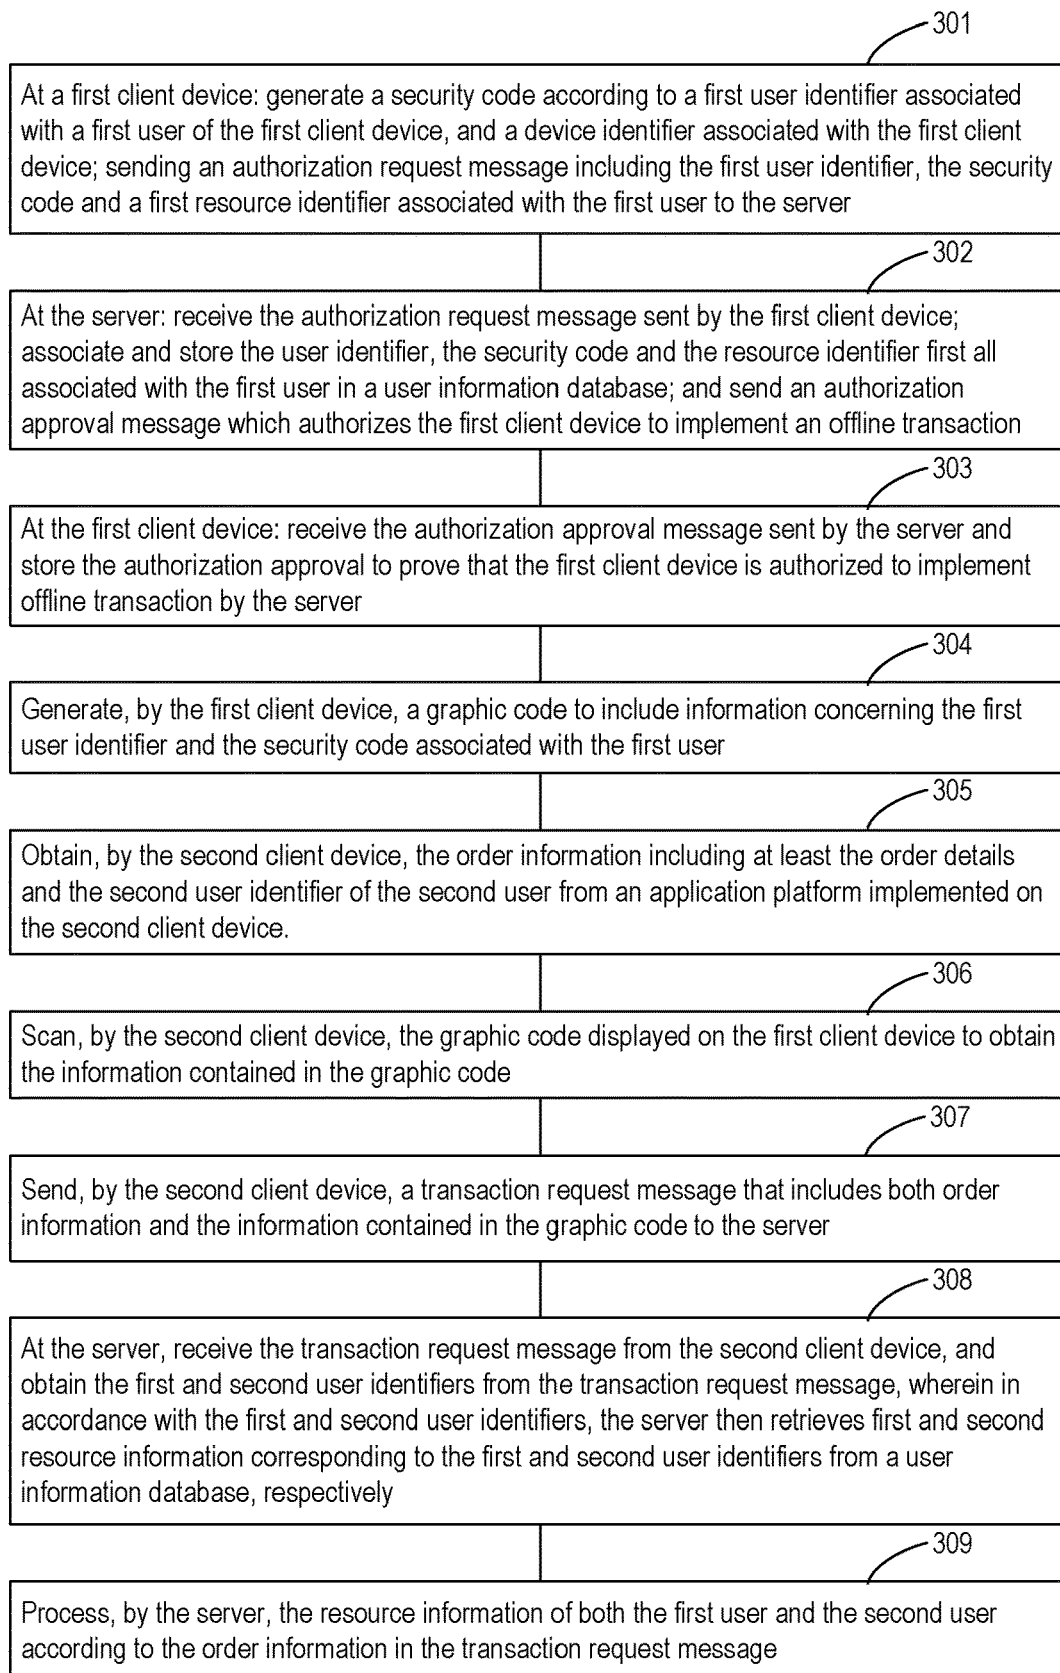 301
At a first client device: generate a security code according to a first user identifier associated
with a first user of the first client device, and a device identifier associated with the first client
device; sending an authorization request message including the first user identifier, the security
code and a first resource identifier associated with the first user to the server
302
At the server: receive the authorization request message sent by the first client device;
associate and store the user identifier, the security code and the resource identifier first all
associated with the first user in a user information database; and send an authorization
approval message which authorizes the first client device to implement an offline transaction
303
At the first client device: receive the authorization approval message sent by the server and
store the authorization approval to prove that the first client device is authorized to implement
offline transaction by the server
304
Generate, by the first client device, a graphic code to include information concerning the first
user identifier and the security code associated with the first user
305
Obtain, by the second client device, the order information including at least the order details
and the second user identifier of the second user from an application platform implemented on
the second client device.
306
Scan, by the second client device, the graphic code displayed on the first client device to obtain
the information contained in the graphic code
307
Send, by the second client device, a transaction request message that includes both order
information and the information contained in the graphic code to the server
308
At the server, receive the transaction request message from the second client device, and
obtain the first and second user identifiers from the transaction request message, wherein in
accordance with the first and second user identifiers, the server then retrieves first and second
resource information corresponding to the first and second user identifiers from a user
information database, respectively
309
Process, by the server, the resource information of both the first user and the second user
according to the order information in the transaction request message